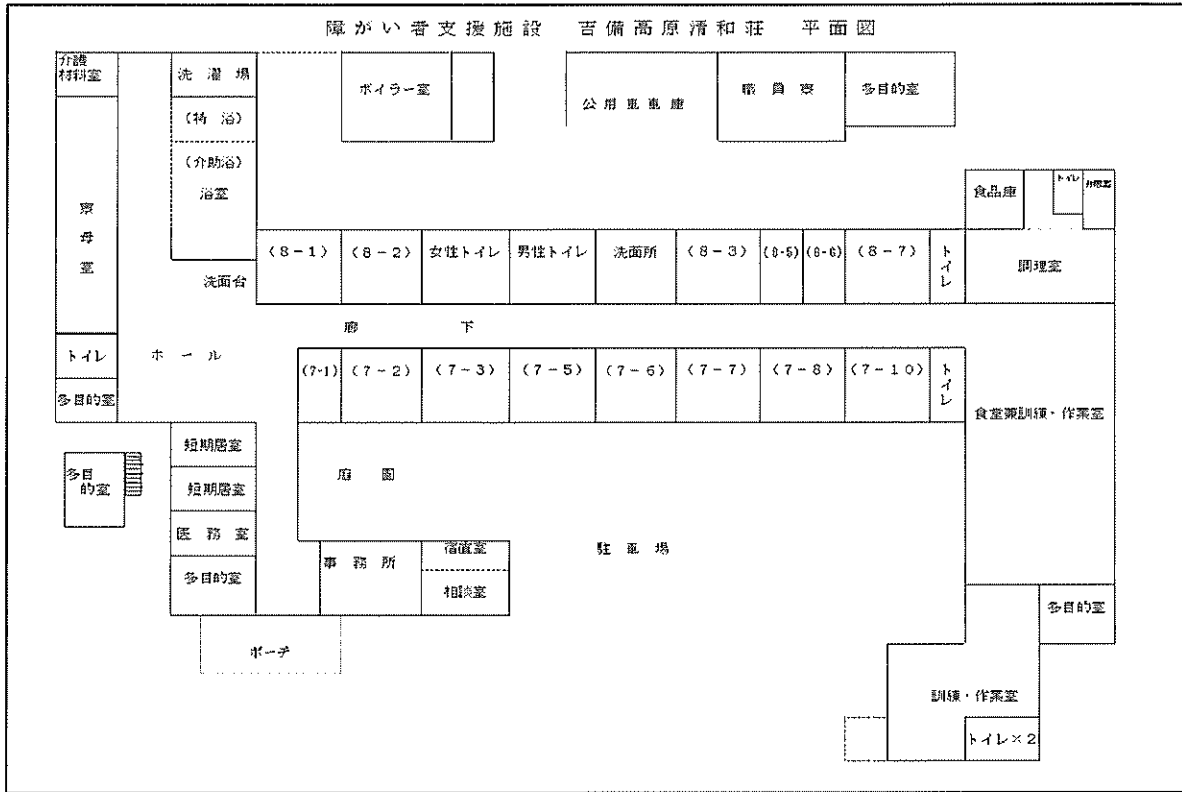 障がい者支援施設 吉備高原清和荘 平面図
介護
材料室
洗濯場
ボイラー室
公用車車庫
職員寮
多目的室
(特浴)
(介助浴)
浴室
寮母室
食品庫
トイレ
(8-1)
(8-2)
女性トイレ
男性トイレ
洗面所
(8-3)
(8-5)
(8-6)
(8-7)
トイレ
調理室
洗面台
廊下
トイレ
ホール
(7-1)
(7-2)
(7-3)
(7-5)
(7-6)
(7-7)
(7-8)
(7-10)
トイレ
多目的室
食堂兼訓練・作業室
短期居室
多目
的室
短期居室
庭園
医務室
事務所
宿直室
駐車場
多目的室
相談室
多目的室
ポーチ
訓練・作業室
トイレ×2